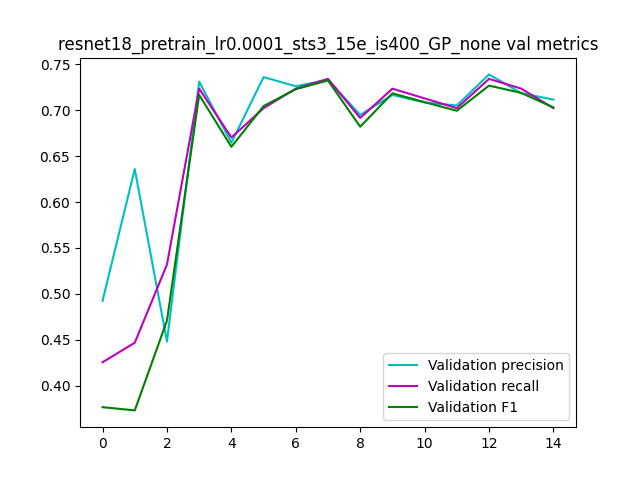 resnet18_pretrain_lr0.0001_sts3_15e_is400_GP_none val metrics
0.75
0.70
0.65
0.60
0.55
0.50
0.45
0.40
Validation precision
Validation recall
Validation F1
0 2 4 6 8 10 12 14